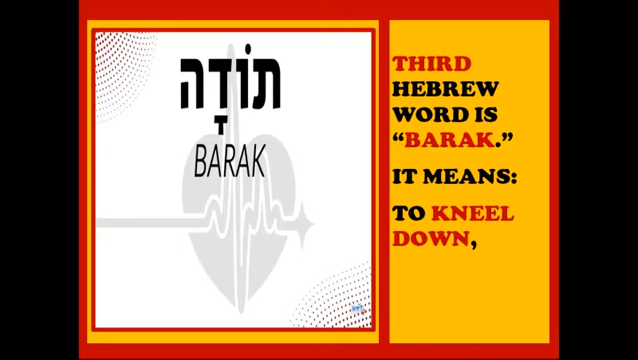 תּוֹדָה
BARAK
THIRD
HEBREW
WORD IS
“BARAK.”
IT MEANS:
TO KNEEL
DOWN,